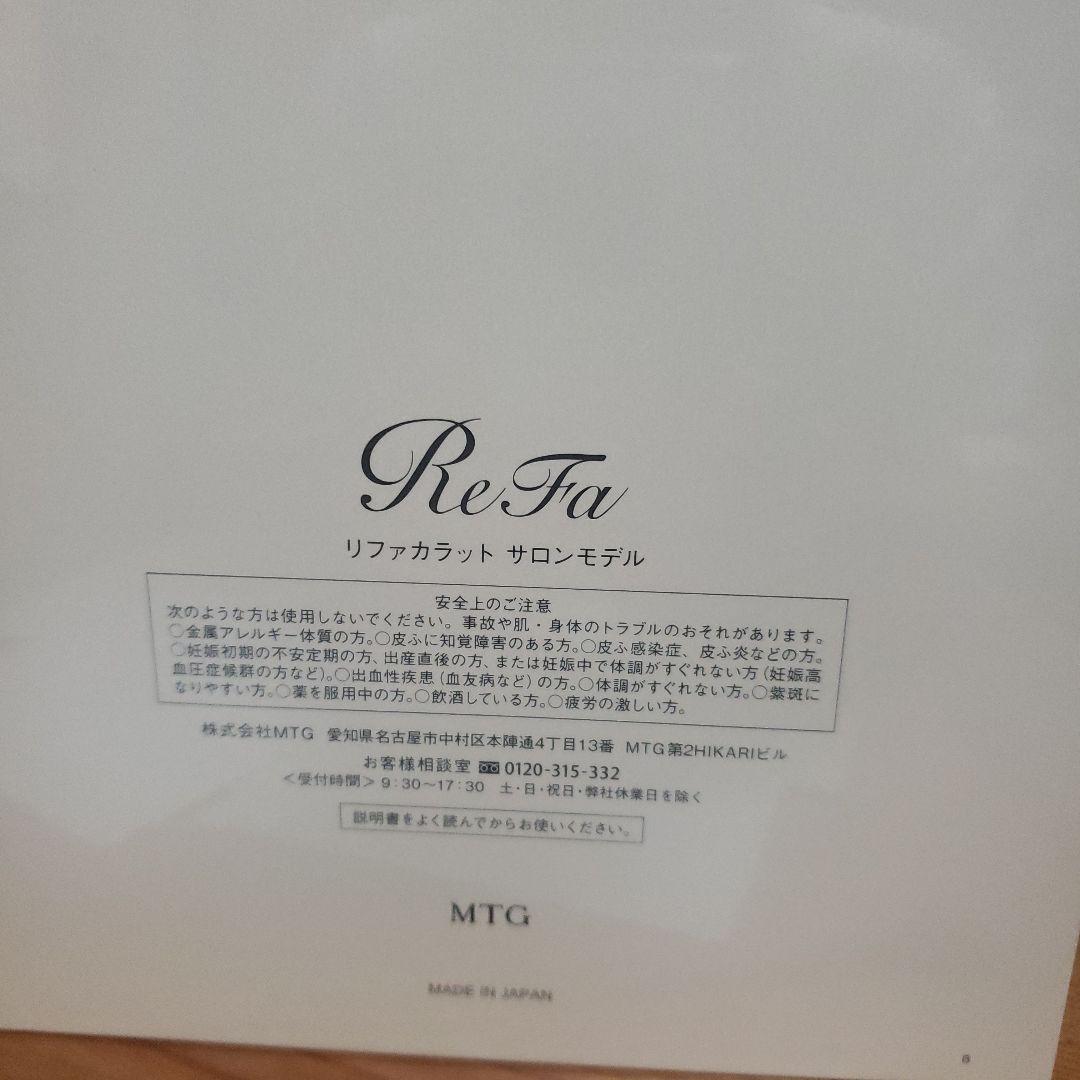 ReFa
リファカラット サロンモデル
安全上のご注意
次のような方は使用しないでください。事故や肌・身体のトラブルのおそれがあります。
○金属アレルギー体質の方。○皮ふに知覚障害のある方。○皮ふ感染症、皮ふ炎などの方。
○妊娠初期の不安定期の方、出産直後の方、または妊娠中で体調がすぐれない方（妊娠高
血圧症候群の方など）。○出血性疾患（血友病など）の方。○体調がすぐれない方。○紫斑に
なりやすい方。○薬を服用中の方。○飲酒している方。○疲労の激しい方。
株式会社MTG 愛知県名古屋市中村区本陣通4丁目13番 MTG第2HIKARIビル
お客様相談室 0120-315-332
＜受付時間＞9:30～17:30 土・日・祝日・弊社休業日を除く
説明書をよく読んでからお使いください。
MTG
MADE IN JAPAN